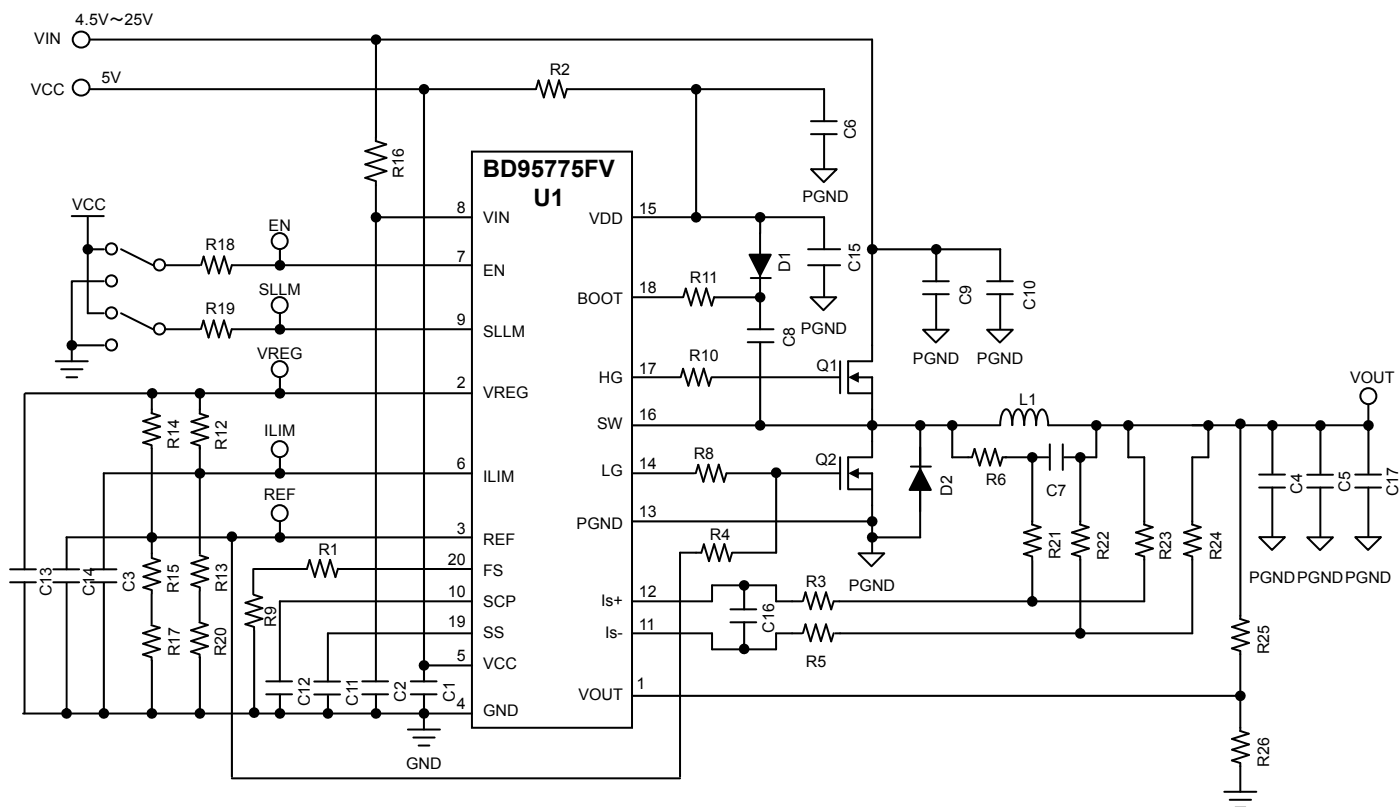 4.5V～25V
VIN
VCC
5V
R2
C6
PGND
R16
BD95775FV
U1
VCC
EN
R18
8
VIN
VDD
15
7
EN
D1
C15
PGND
R11
18
BOOT
C9
C10
PGND
PGND
SLLM
R19
9
SLLM
C8
VREG
R10
Q1
17
HG
2
VREG
VOUT
L1
16
SW
R14
R12
ILIM
6
ILIM
14
LG
R8
Q2
D2
R6
C7
C4
C5
C17
REF
3
REF
13
PGND
R4
R21
R22
R23
R24
PGND
PGND
PGND
PGND
R1
20
FS
C13
C14
C3
R15
R13
R9
10
SCP
12
Is+
R3
C16
R17
R20
19
SS
11
Is-
R5
R25
5
VCC
C12
C11
C2
C1
1
VOUT
4
GND
GND
R26